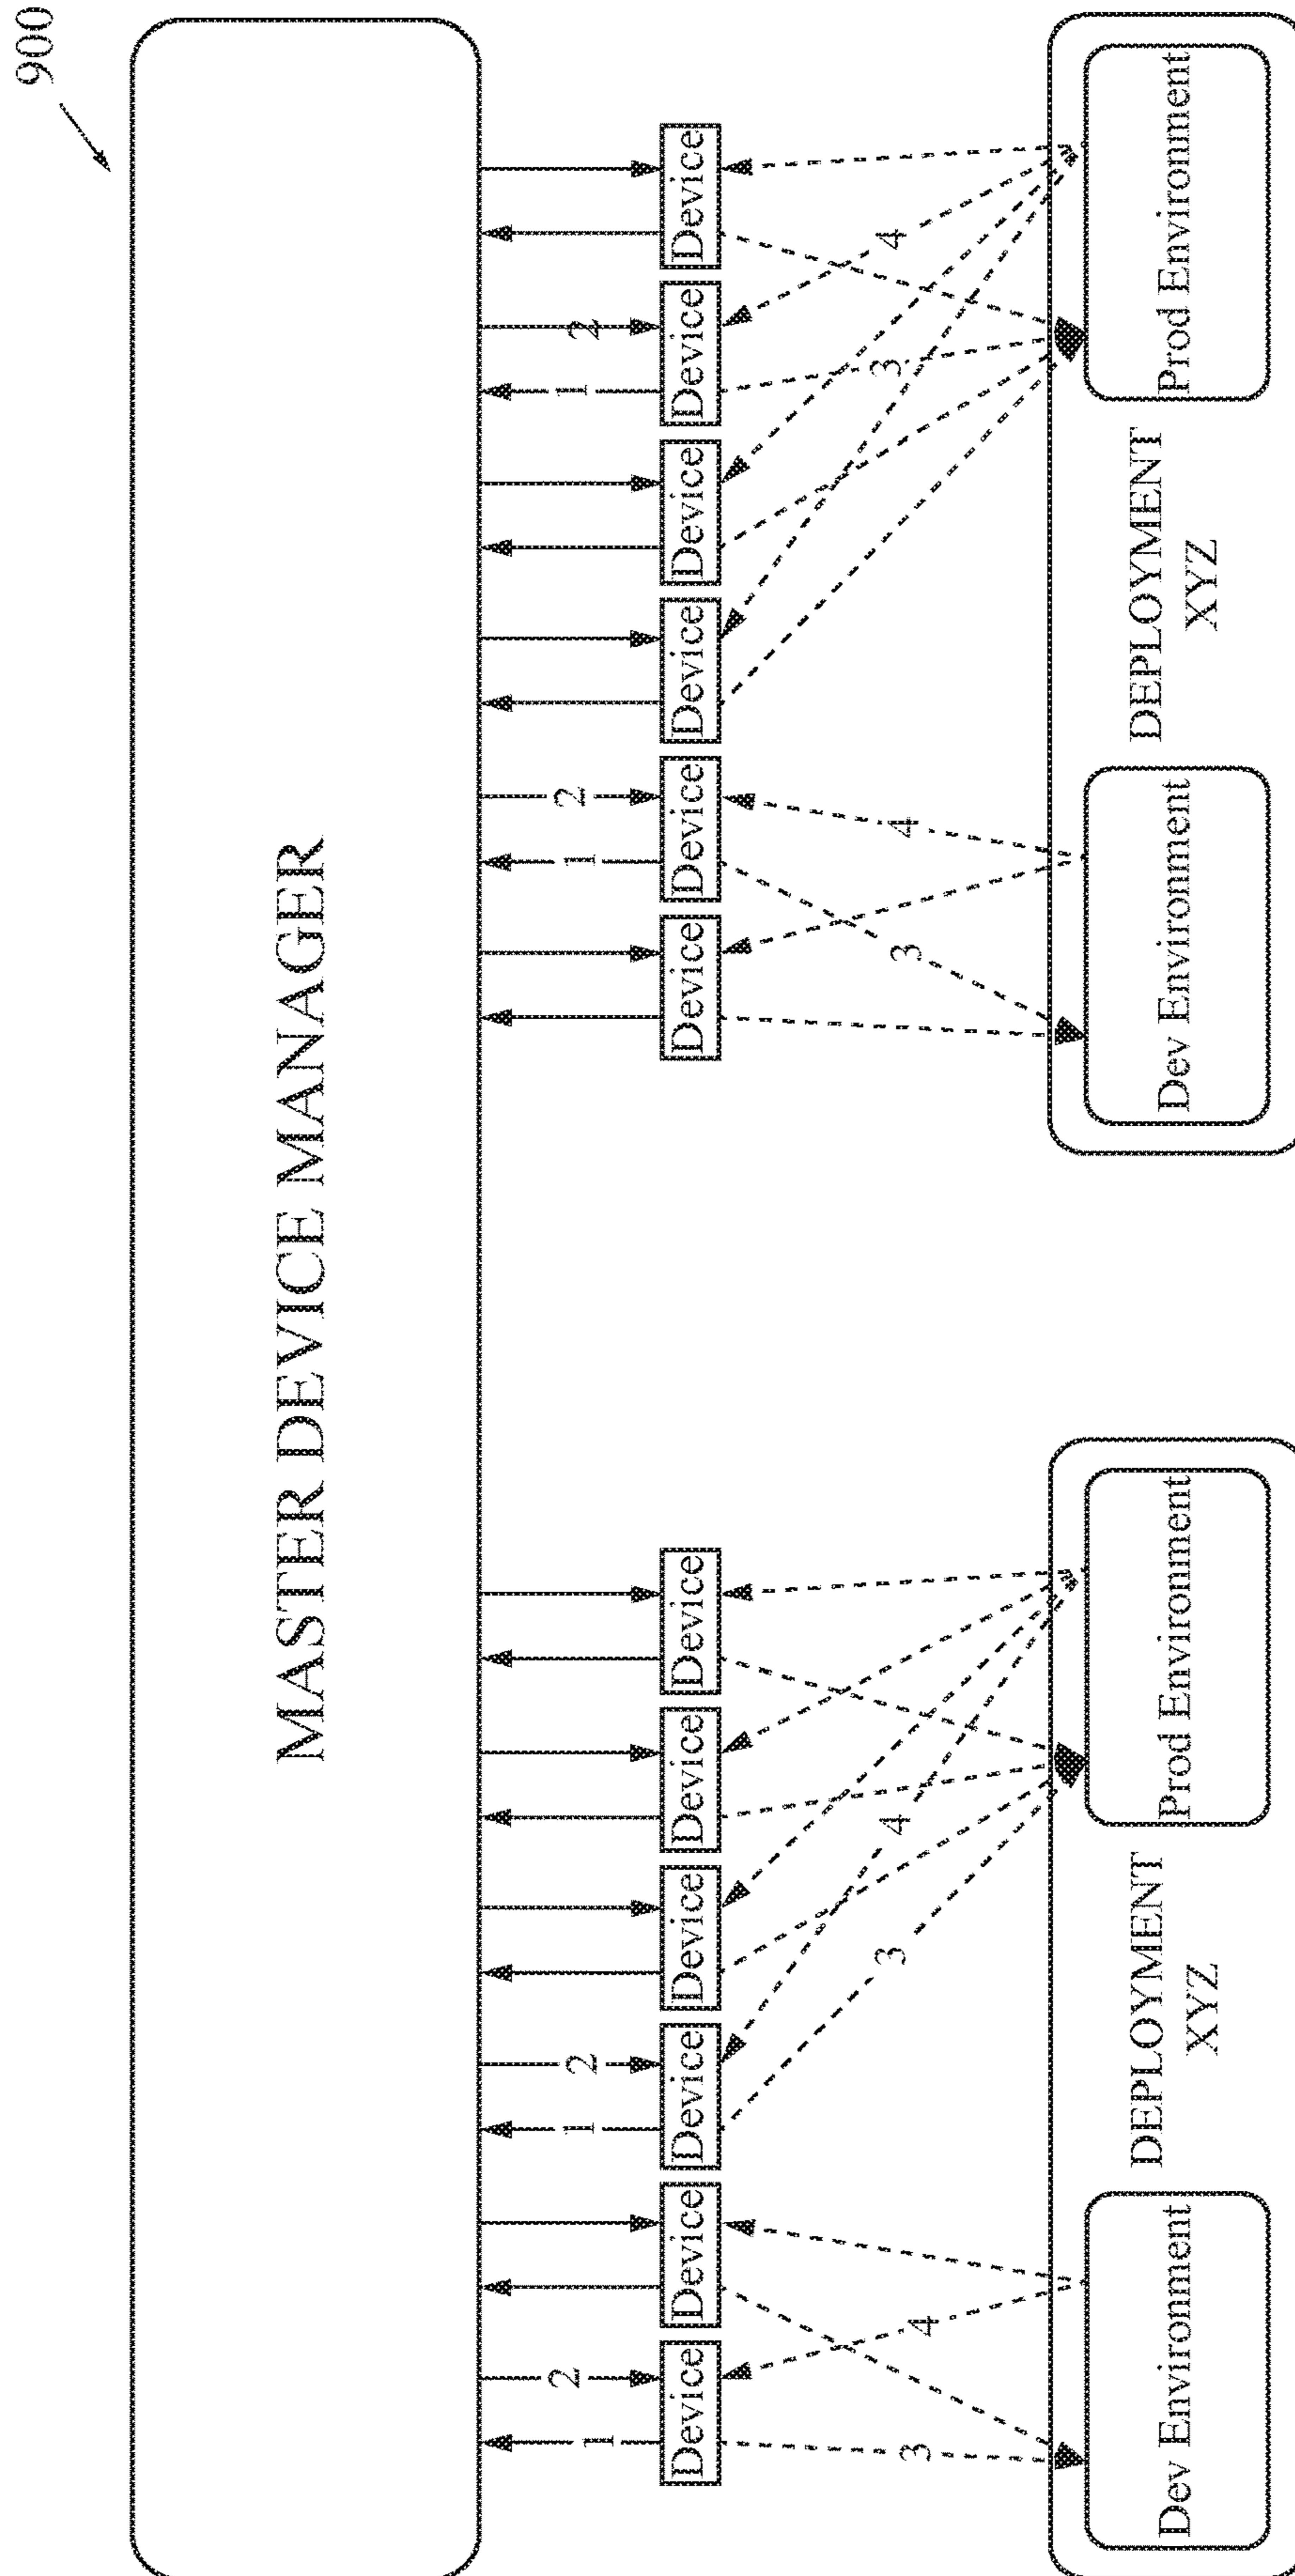 900
MASTER DEVICE MANAGER
1
2
1
2
1
2
1
2
Device
Device
Device
Device
Device
Device
Device
Device
Device
Device
Device
Device
3
4
3
4
3
4
3
4
Dev Environment
DEPLOYMENT
XYZ
Prod Environment
Dev Environment
DEPLOYMENT
XYZ
Prod Environment